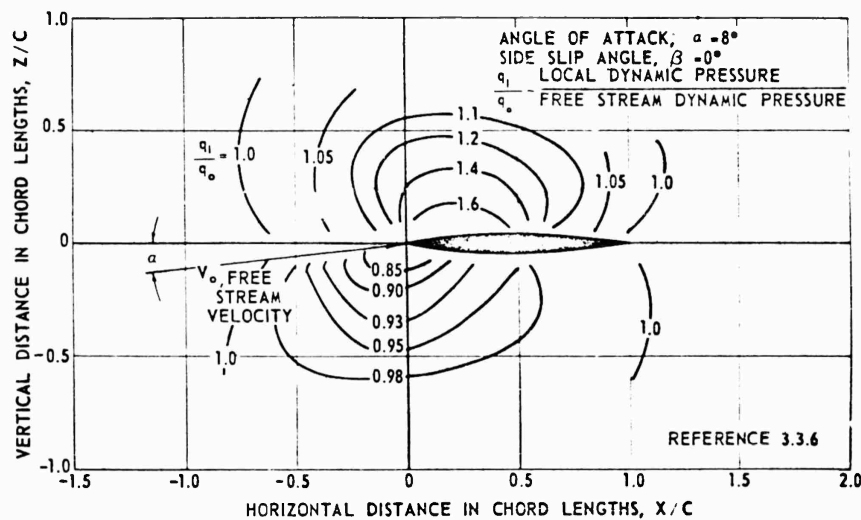 1.0
ANGLE OF ATTACK, α = 8°
SIDE SLIP ANGLE, β = 0°
q₁/q₀ - LOCAL DYNAMIC PRESSURE
FREE STREAM DYNAMIC PRESSURE
0.5
q₁/q₀ = 1.0
1.05
1.1
1.2
1.4
1.6
1.05
1.0
0
α
V₀, FREE
STREAM
VELOCITY
0.85
0.90
0.93
0.95
0.98
1.0
1.0
-0.5
REFERENCE 3.3.6
-1.0
-1.5
-1.0
-0.5
0
0.5
1.0
1.5
2.0
VERTICAL DISTANCE IN CHORD LENGTHS, Z/C
HORIZONTAL DISTANCE IN CHORD LENGTHS, X/C